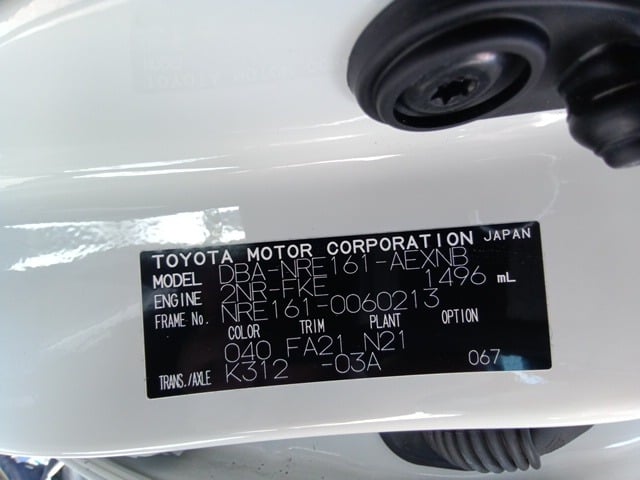 TOYOTA MOTOR CORPORATION JAPAN
MODEL DBA-NRE161-AEXNB
ENGINE 2NR-FKE 1496 mL
FRAME No. NRE161-0060213
COLOR TRIM PLANT OPTION
040 FA21 N21
TRANS./AXLE K312 -03A 067